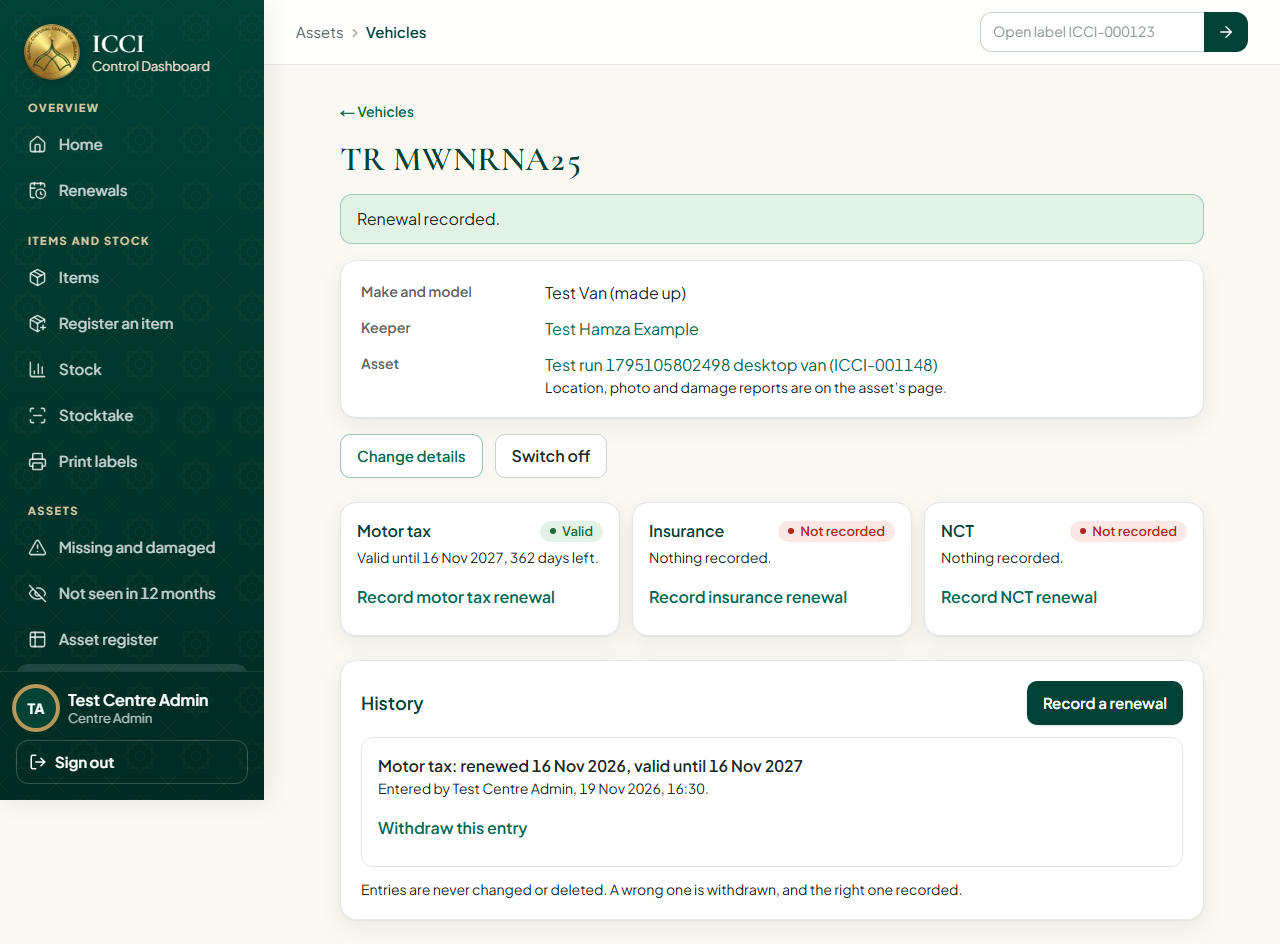 ICCI
Control Dashboard
OVERVIEW
Home
Renewals
ITEMS AND STOCK
Items
Register an item
Stock
Stocktake
Print labels
ASSETS
Missing and damaged
Not seen in 12 months
Asset register
TA
Test Centre Admin
Centre Admin
Sign out
Assets > Vehicles
Open label ICCI-000123
← Vehicles
TR MWNRNA25
Renewal recorded.
Make and model Test Van (made up)
Keeper Test Hamza Example
Asset Test run 1795105802498 desktop van (ICCI-001148)
Location, photo and damage reports are on the asset's page.
Change details Switch off
Motor tax Valid
Valid until 16 Nov 2027, 362 days left.
Record motor tax renewal
Insurance Not recorded
Nothing recorded.
Record insurance renewal
NCT Not recorded
Nothing recorded.
Record NCT renewal
History Record a renewal
Motor tax: renewed 16 Nov 2026, valid until 16 Nov 2027
Entered by Test Centre Admin, 19 Nov 2026, 16:30.
Withdraw this entry
Entries are never changed or deleted. A wrong one is withdrawn, and the right one recorded.